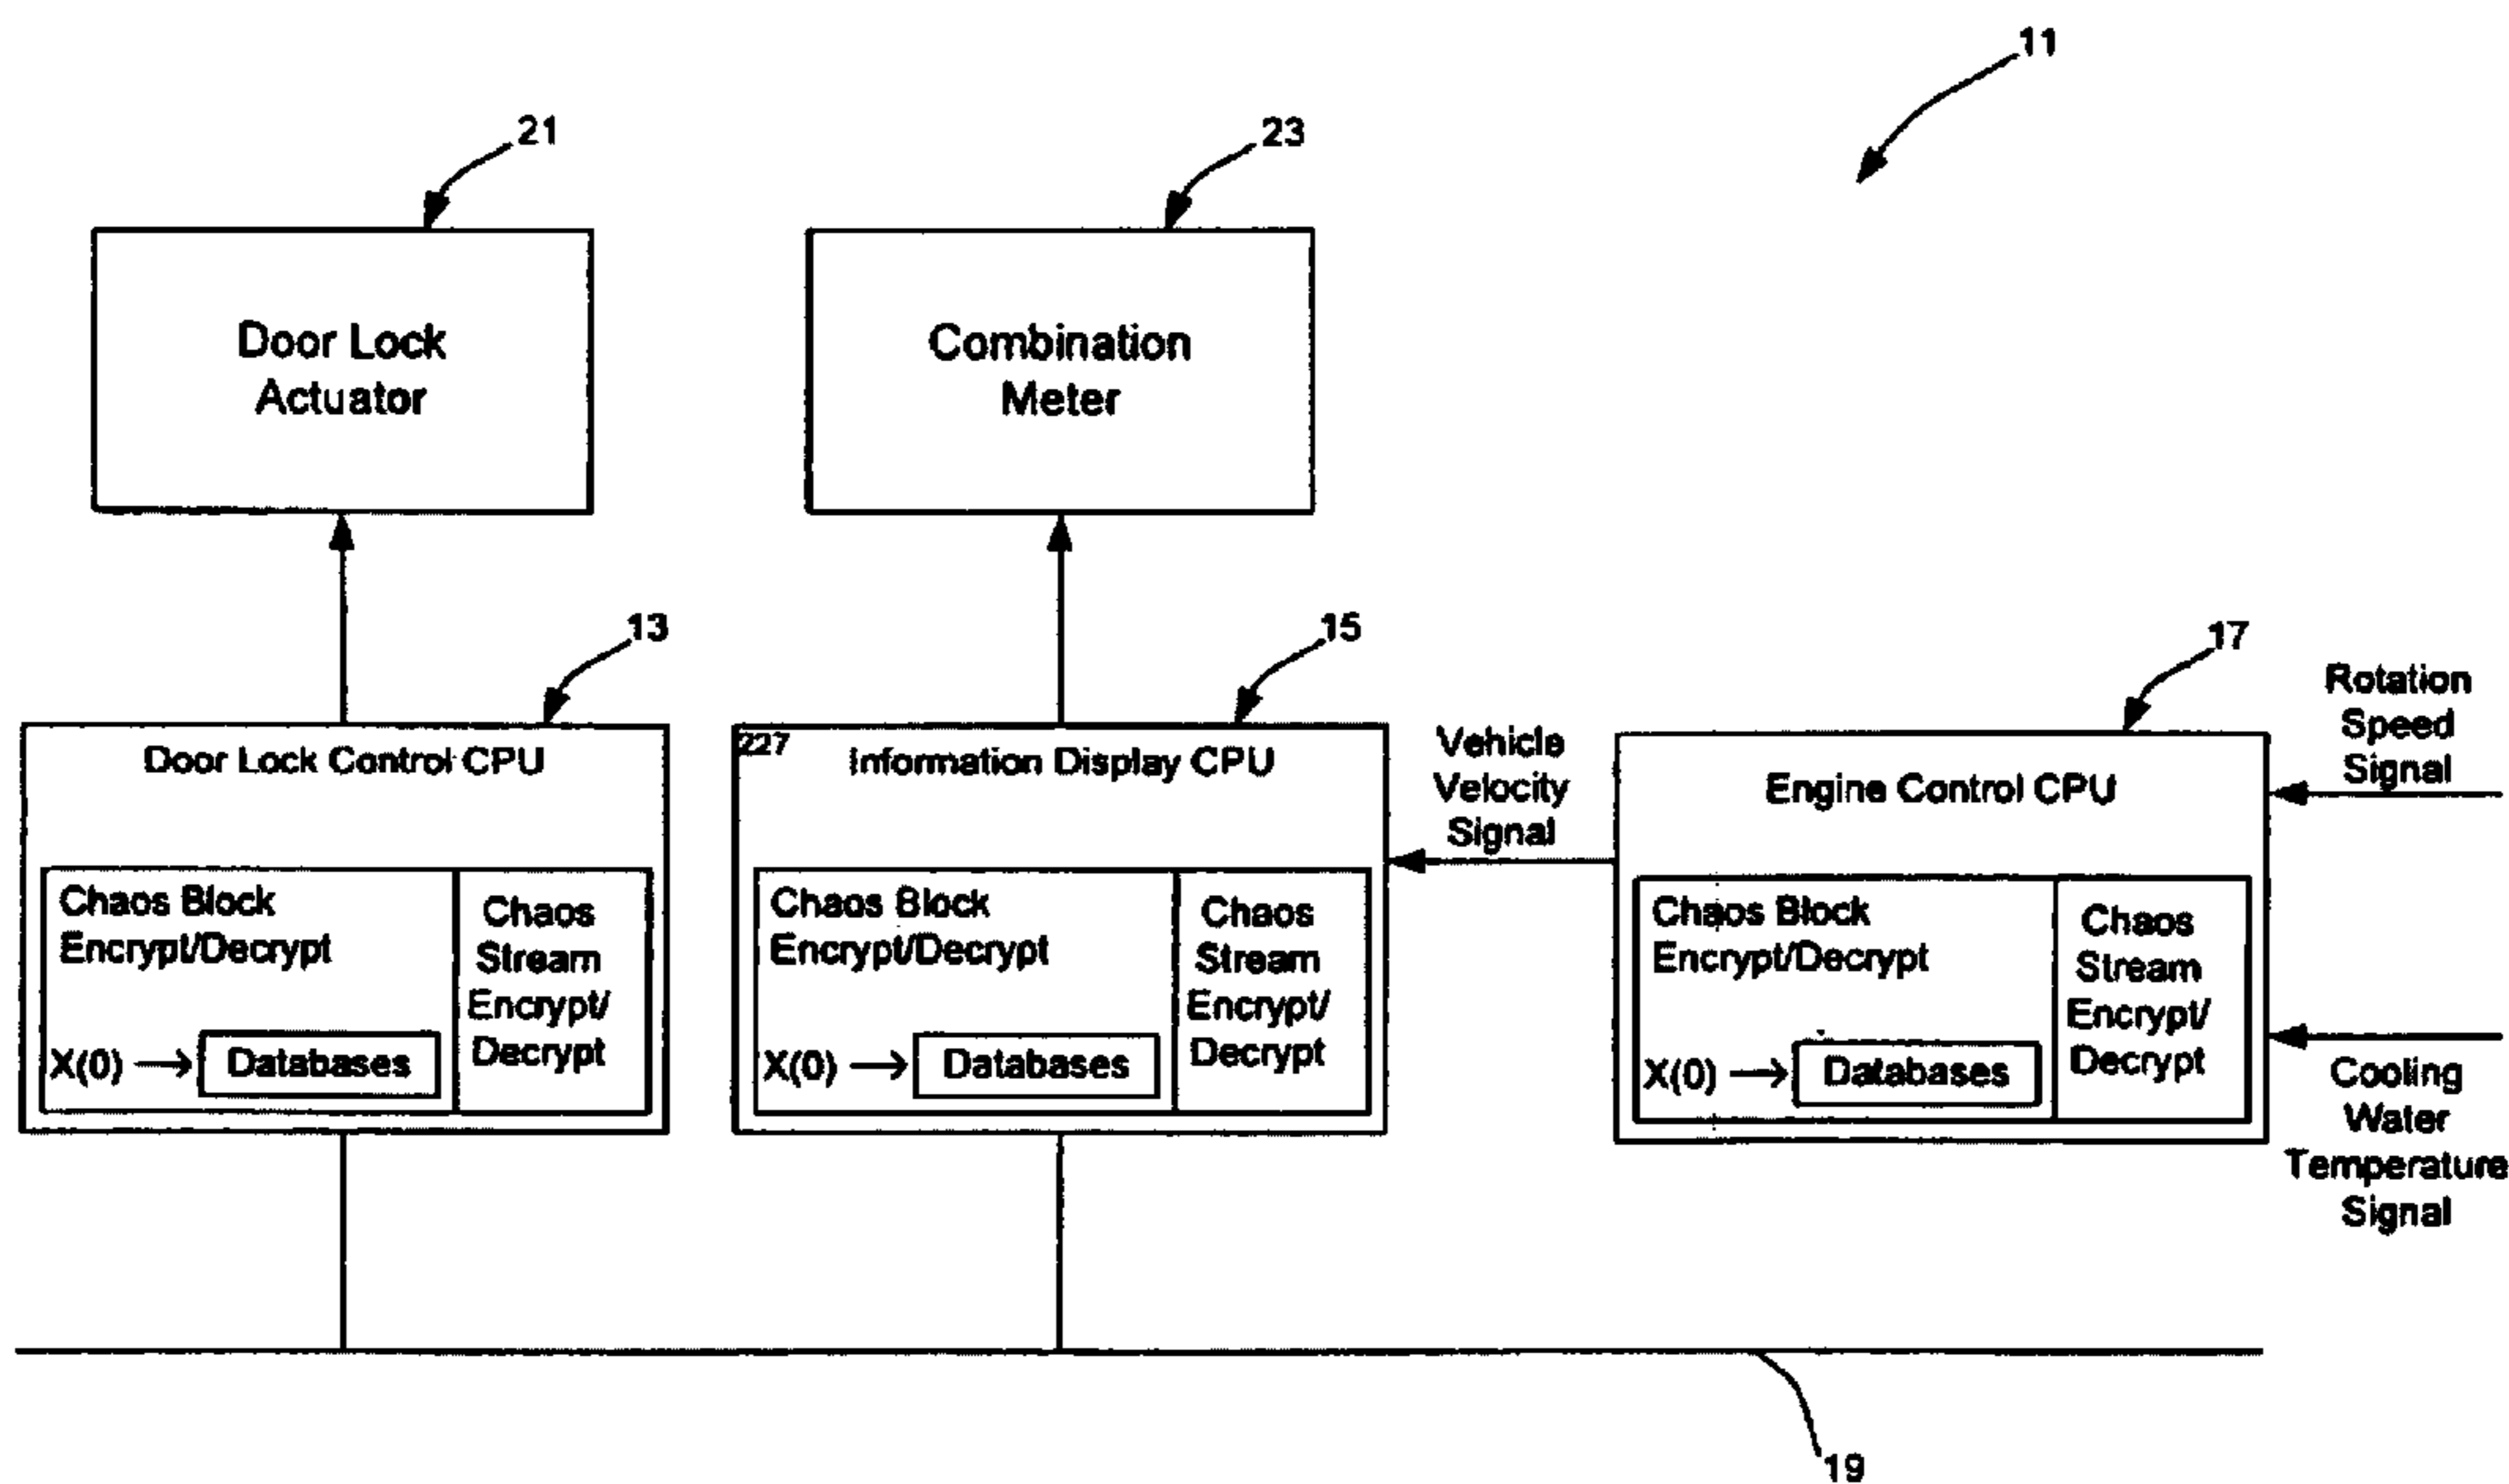 11
21
23
Door Lock
Actuator
Combination
Meter
13
15
17
Rotation
Speed
Signal
Door Lock Control CPU
227
Information Display CPU
Vehicle
Velocity
Signal
Engine Control CPU
Chaos Block
Encrypt/Decrypt
X(0)
Databases
Chaos
Stream
Encrypt/
Decrypt
Chaos Block
Encrypt/Decrypt
X(0)
Databases
Chaos
Stream
Encrypt/
Decrypt
Chaos Block
Encrypt/Decrypt
X(0)
Databases
Chaos
Stream
Encrypt/
Decrypt
Cooling
Water
Temperature
Signal
19